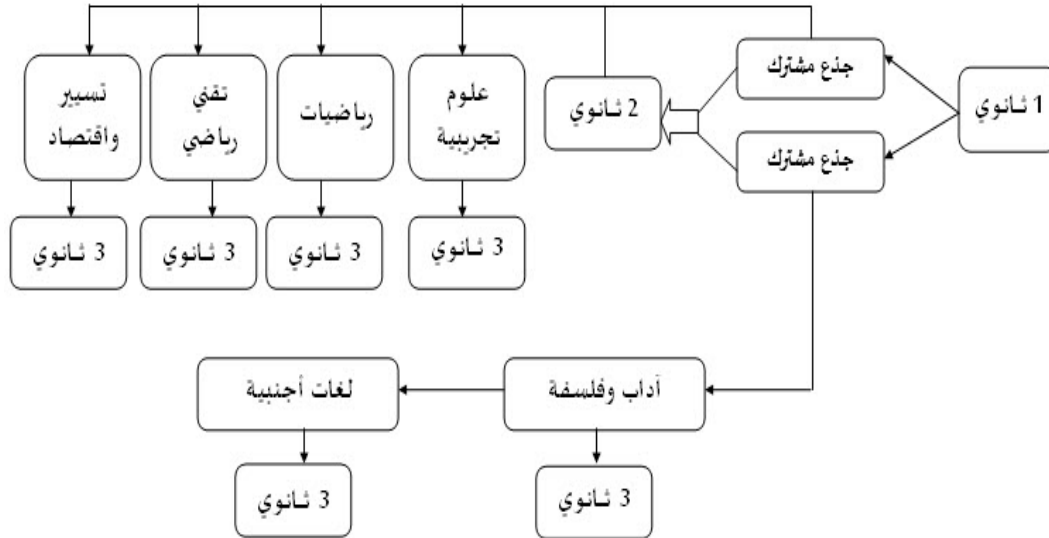 جذع مشترك
1 ثانوي
2 ثانوي
جذع مشترك
علوم
تجريبية
رياضيات
تقني
رياضي
تسيير
واقتصاد
3 ثانوي
3 ثانوي
3 ثانوي
3 ثانوي
آداب وفلسفة
لغات أجنبية
3 ثانوي
3 ثانوي